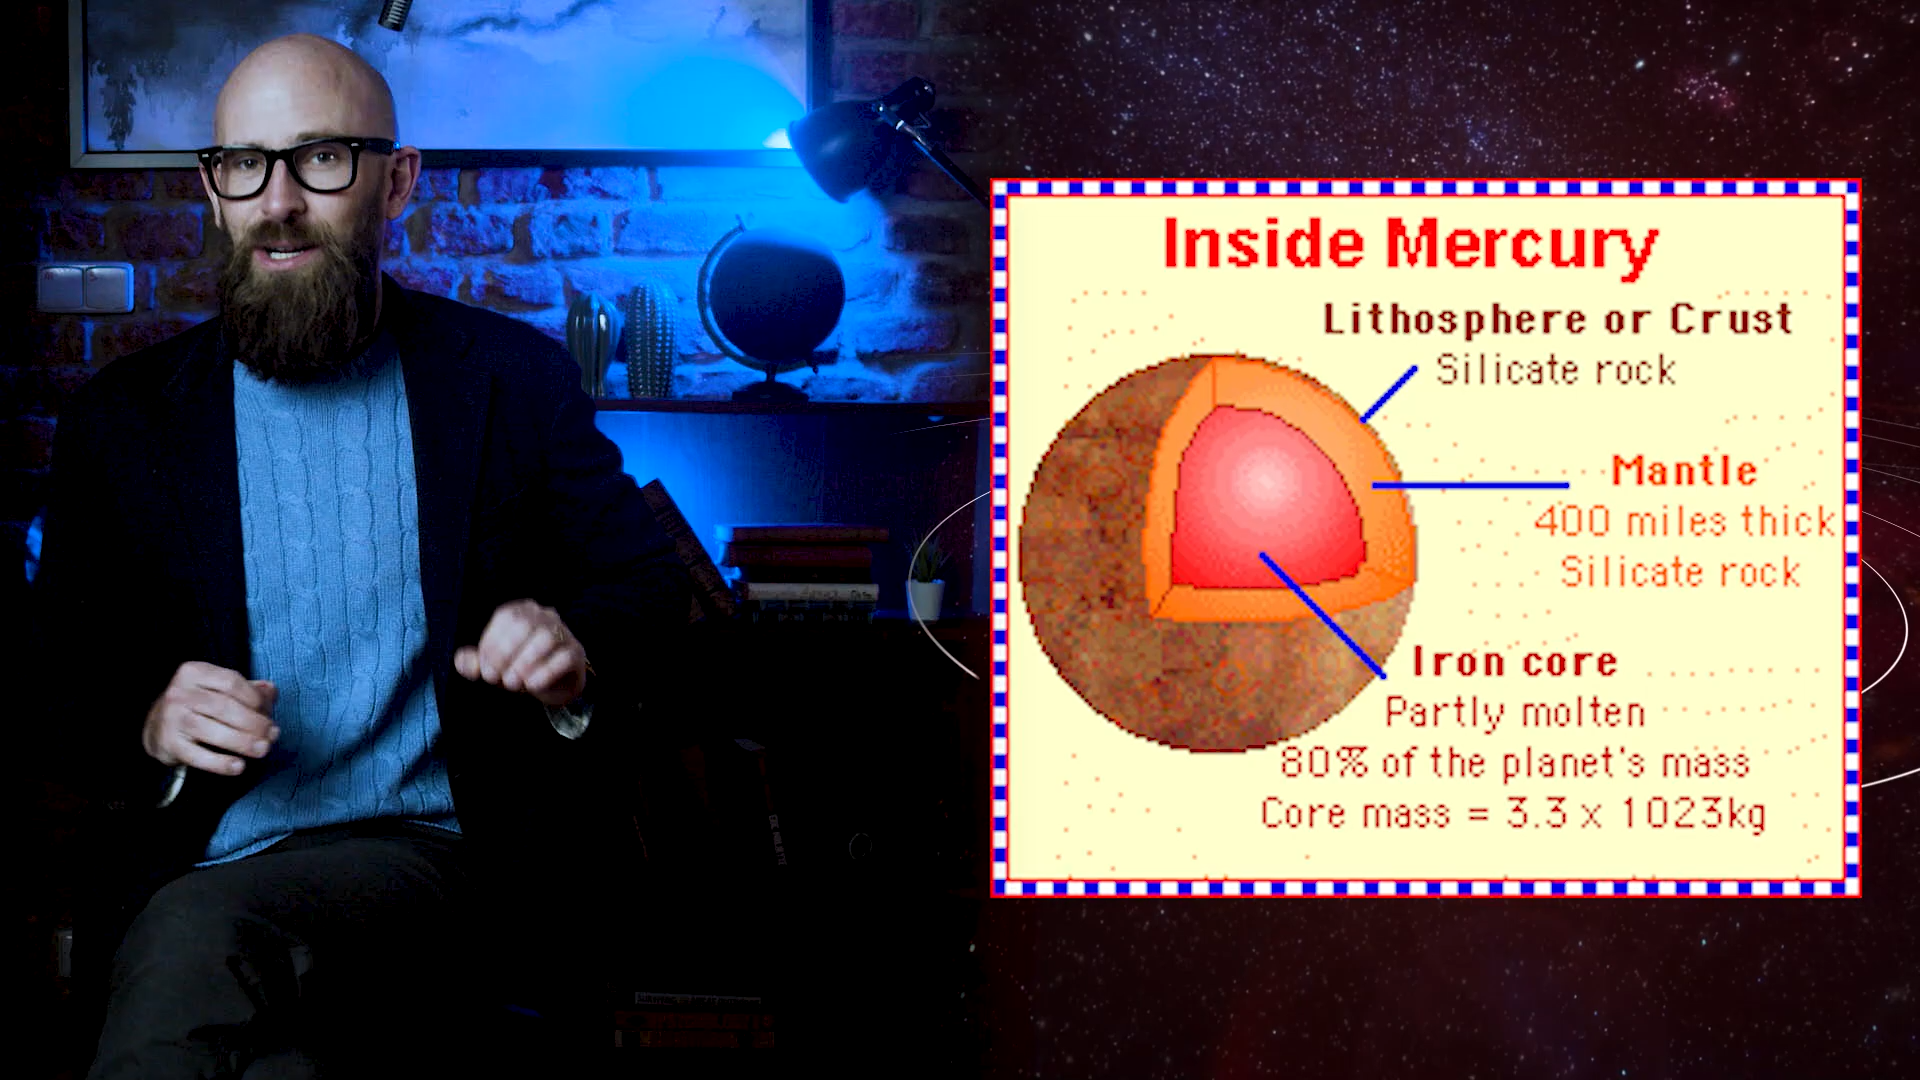 Inside Mercury
Lithosphere or Crust
Silicate rock
Mantle
400 miles thick
Silicate rock
Iron core
Partly molten
80% of the planet's mass
Core mass = 3.3 x 1023kg